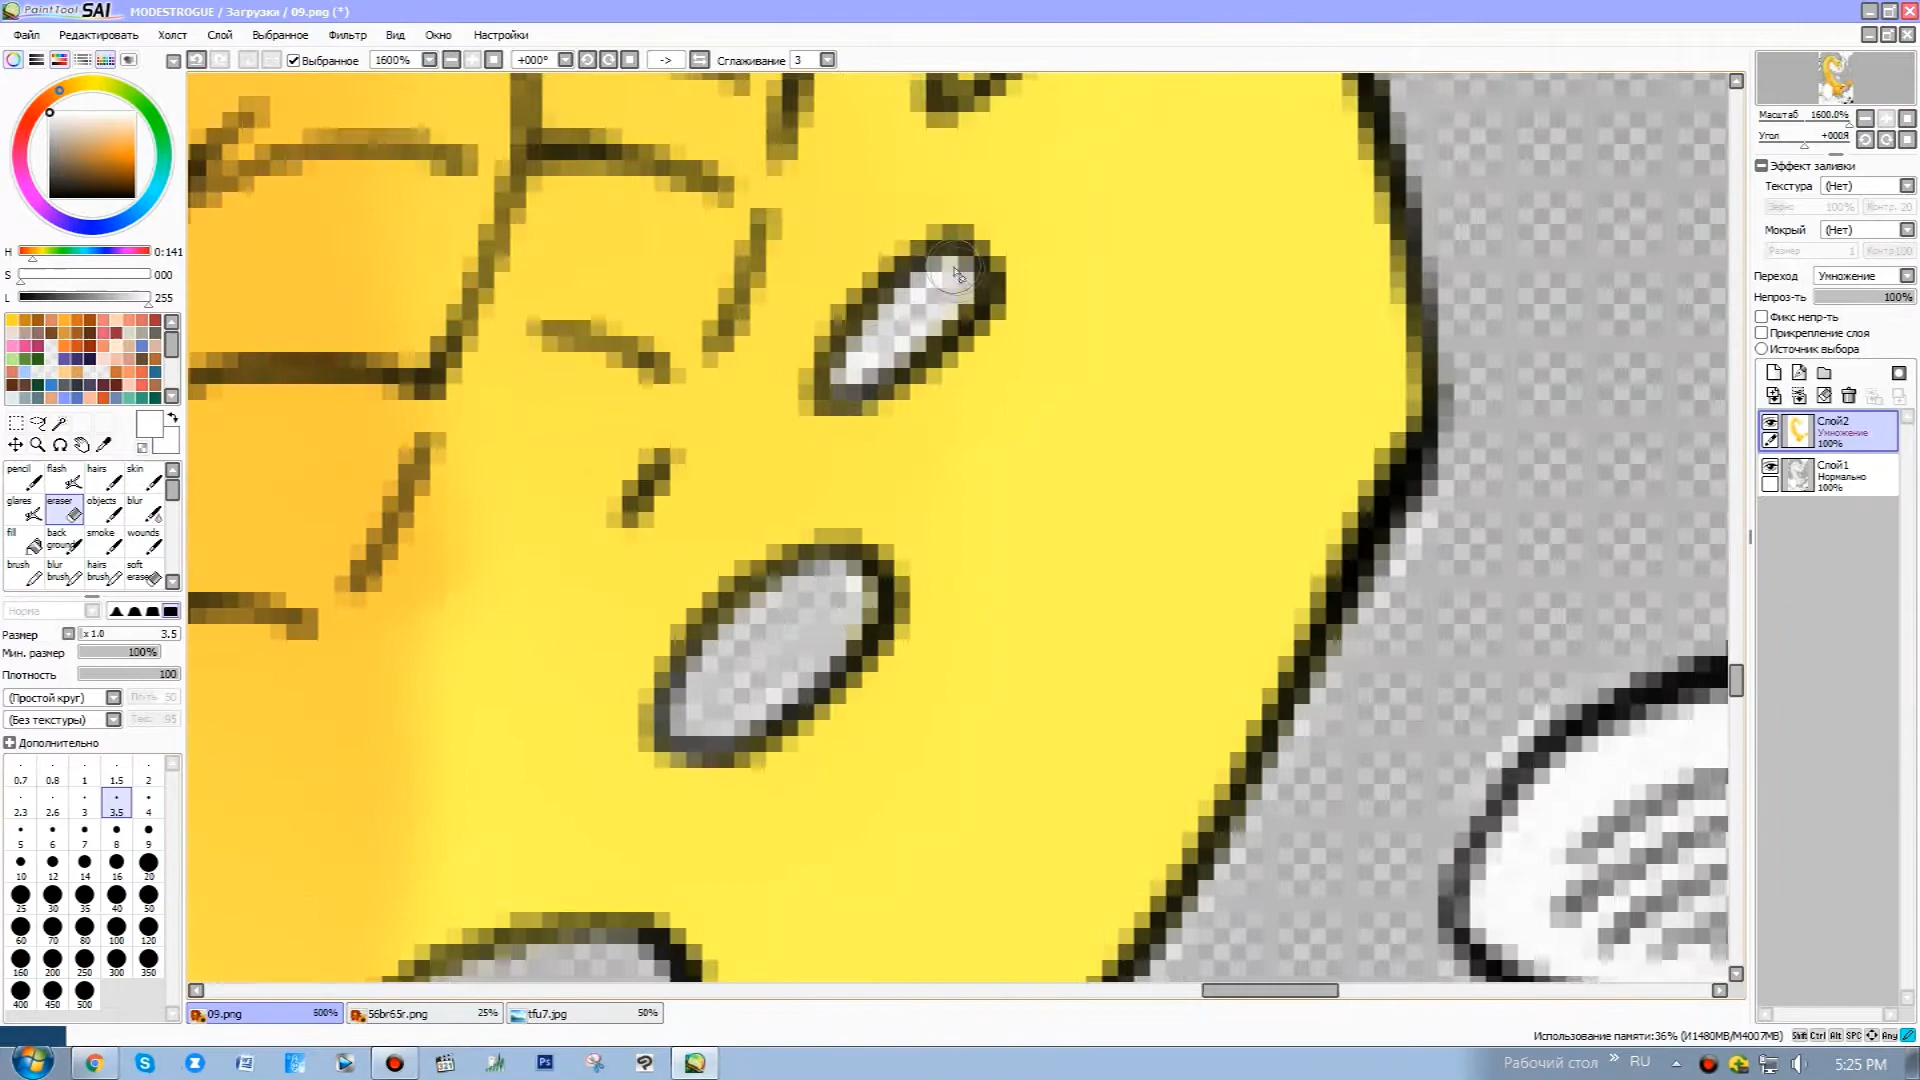 PaintTool SAI MODESTROGUE / Загрузки / 09.png (*)
Файл Редактировать Холст Слой Выбранное Фильтр Вид Окно Настройки
Выбранное 1600% +000° -> Сглаживание 3
Масштаб 1600.0%
Угол +000Я
Эффект заливки
Текстура (Нет)
Зерно 100% Контр. 20
Мокрый (Нет)
Размер 1 Контр100
Переход Умножение
Непроз-ть 100%
Фикс непр-ть
Прикрепление слоя
Источник выбора
Слой2
Умножение
100%
Слой1
Нормально
100%
H 0:141
S 000
L 255
pencil flash hairs skin
glares eraser objects blur
fill back ground smoke wounds
brush blur brush hairs brush soft eraser
Норма
Размер x 1.0 3.5
Мин. размер 100%
Плотность 100
(Простой круг) 50
(Без текстуры) 95
Дополнительно
0.7 0.8 1 1.5 2
2.3 2.6 3 3.5 4
5 6 7 8 9
10 12 14 16 20
25 30 35 40 50
60 70 80 100 120
160 200 250 300 350
400 450 500
09.png 600% 56br65r.png 25% tfu7.jpg 50%
Использование памяти:36% (И1480MB/M4007MB) Shift Ctrl Alt SPC Any
Ps 321 Рабочий стол » RU 5:25 PM